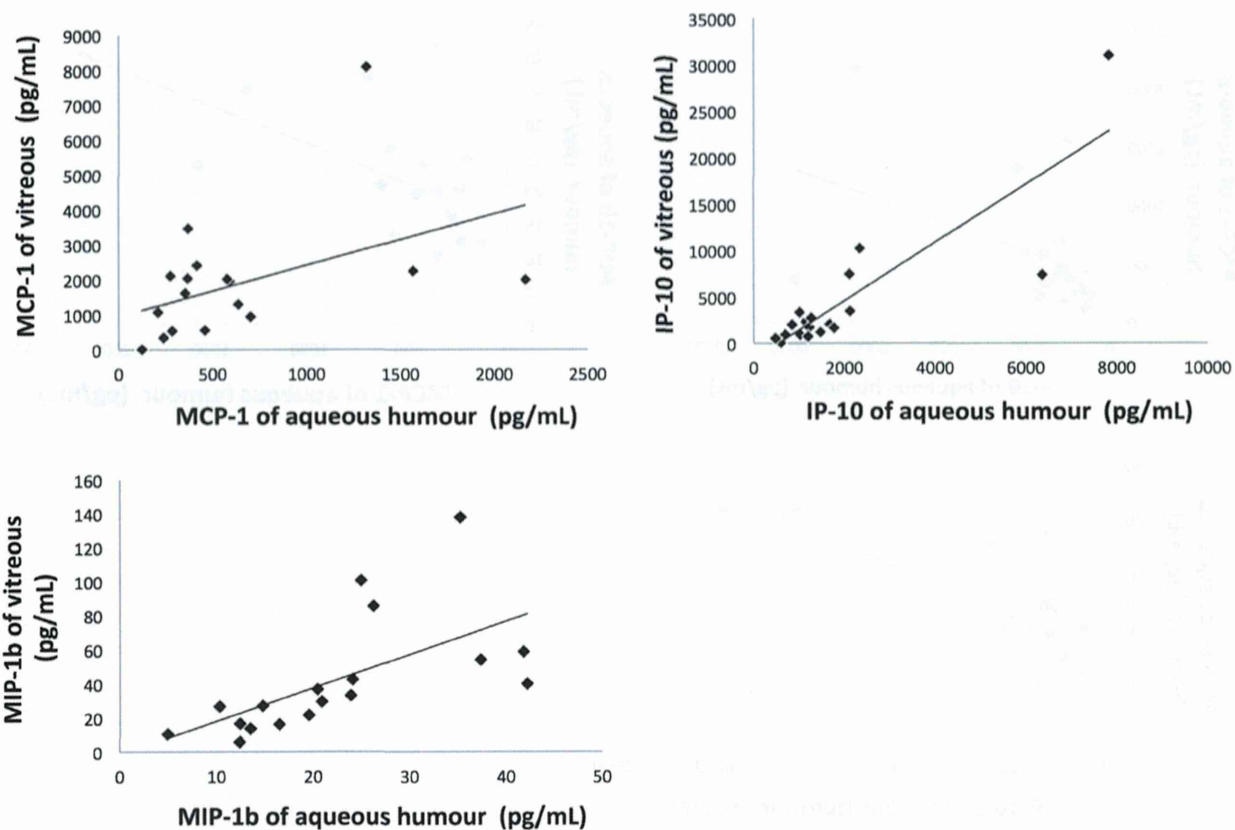 MCP-1 of vitreous (pg/mL)
9000
8000
7000
6000
5000
4000
3000
2000
1000
0
0 500 1000 1500 2000 2500
MCP-1 of aqueous humour (pg/mL)
IP-10 of vitreous (pg/mL)
35000
30000
25000
20000
15000
10000
5000
0
0 2000 4000 6000 8000 10000
IP-10 of aqueous humour (pg/mL)
MIP-1b of vitreous
(pg/mL)
160
140
120
100
80
60
40
20
0
0 10 20 30 40 50
MIP-1b of aqueous humour (pg/mL)